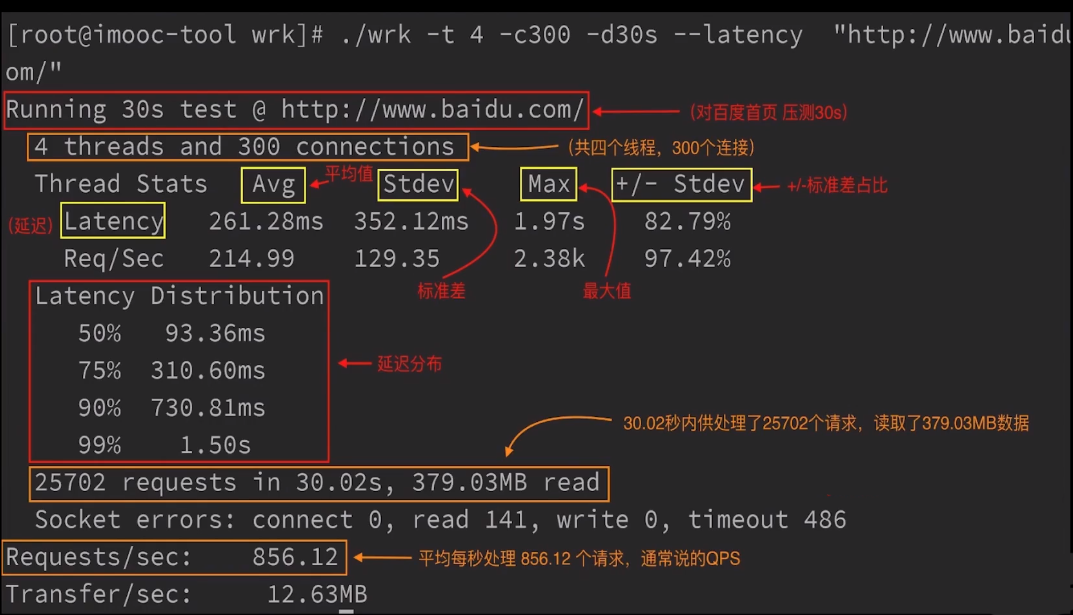 [root@imooc-tool wrk]# ./wrk -t 4 -c300 -d30s --latency  "http://www.baidu
om/"
Running 30s test @ http://www.baidu.com/
(对百度首页 压测30s)
4 threads and 300 connections
(共四个线程，300个连接)
Thread Stats Avg 平均值 Stdev Max +/- Stdev
+/-标准差占比
(延迟) Latency 261.28ms 352.12ms 1.97s 82.79%
Req/Sec 214.99 129.35 2.38k 97.42%
标准差 最大值
Latency Distribution
50% 93.36ms
75% 310.60ms
延迟分布
90% 730.81ms
99% 1.50s
30.02秒内供处理了25702个请求，读取了379.03MB数据
25702 requests in 30.02s, 379.03MB read
Socket errors: connect 0, read 141, write 0, timeout 486
Requests/sec: 856.12
平均每秒处理 856.12 个请求，通常说的QPS
Transfer/sec: 12.63MB